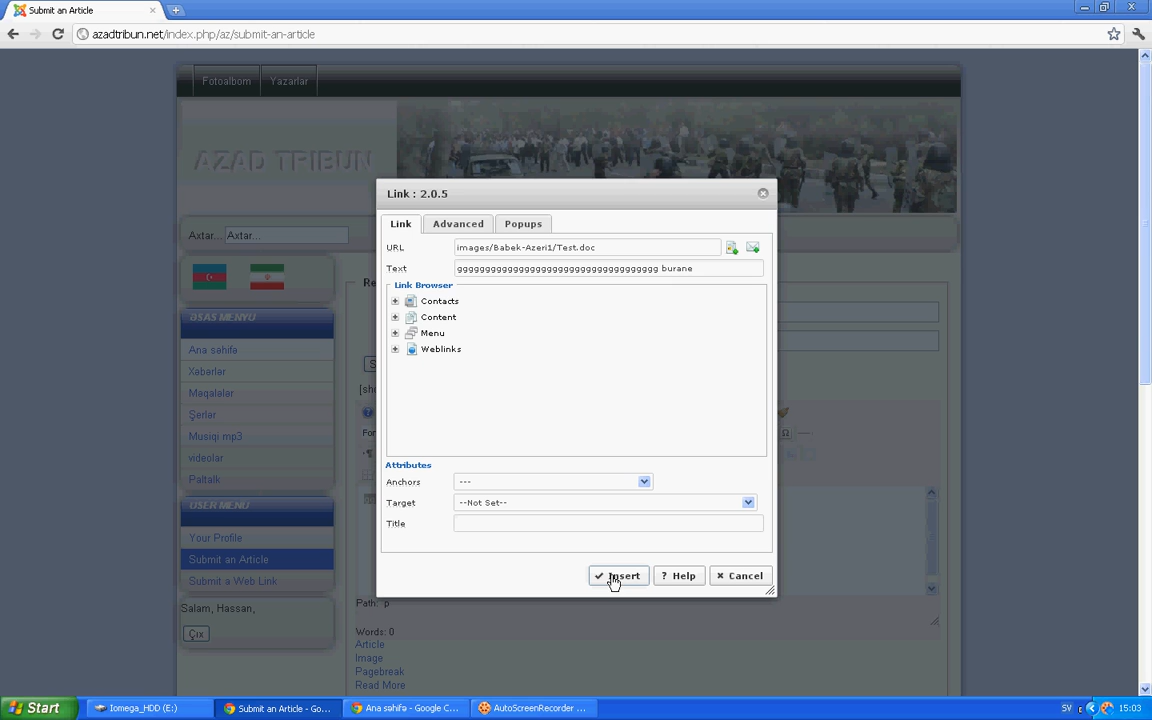 Submit an Article
azadtribun.net/index.php/az/submit-an-article
Fotoalbom
Yazarlar
AZAD TRIBUN
Axtar...
Axtar...
ƏSAS MENYU
Ana səhifə
Xəbərlər
Məqalələr
Şerlər
Musiqi mp3
videolar
Paltalk
USER MENU
Your Profile
Submit an Article
Submit a Web Link
Salam, Hassan,
Çıx
Link : 2.0.5
Link
Advanced
Popups
URL
images/Babek-Azeri1/Test.doc
Text
gggggggggggggggggggggggggggggggggggg burane
Link Browser
Contacts
Content
Menu
Weblinks
Attributes
Anchors
---
Target
--Not Set--
Title
Insert
? Help
Cancel
Path: p
Words: 0
Article
Image
Pagebreak
Read More
Start
Iomega_HDD (E:)
Submit an Article - Go...
Ana səhifə - Google C...
AutoScreenRecorder ...
SV
15:03